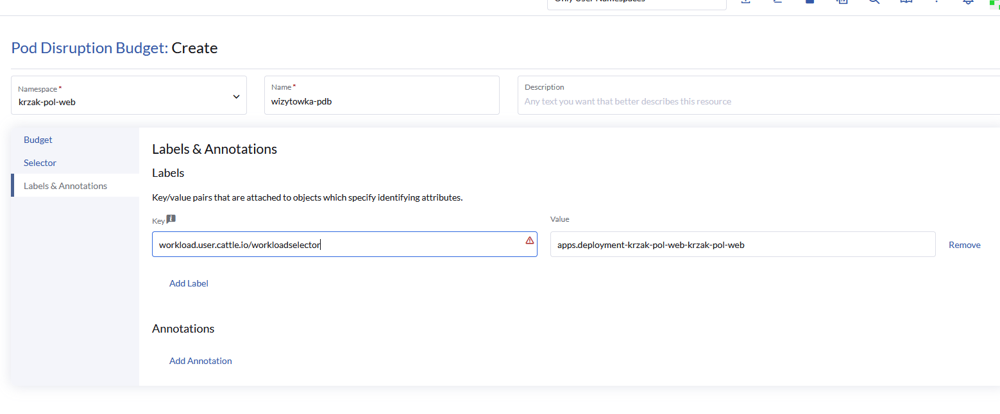 Only User Namespaces
Pod Disruption Budget: Create
Namespace *
krzak-pol-web
Name *
wizytowka-pdb
Description
Any text you want that better describes this resource
Budget
Selector
Labels & Annotations
Labels & Annotations
Labels
Key/value pairs that are attached to objects which specify identifying attributes.
Key
Value
workload.user.cattle.io/workloadselector
apps.deployment-krzak-pol-web-krzak-pol-web
Remove
Add Label
Annotations
Add Annotation